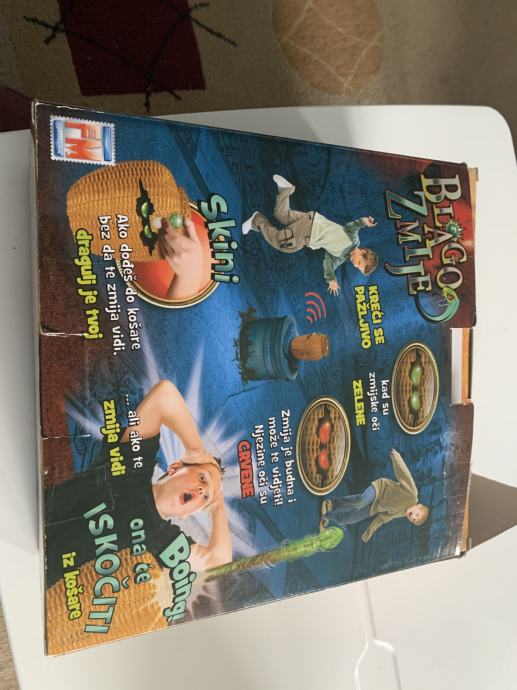 BLAGO
ZMIJE
KREĆI SE
PAŽLJIVO
kad su
zmijske oči
ZELENE
Zmija je budna i
može te vidjeti!
Njezine oči su
CRVENE
Skini
Ako dođeš do košare
bez da te zmija vidi,
dragulj je tvoj
... ali ako te
zmija vidi
Boing,
ona će
ISKOČITI
iz košare